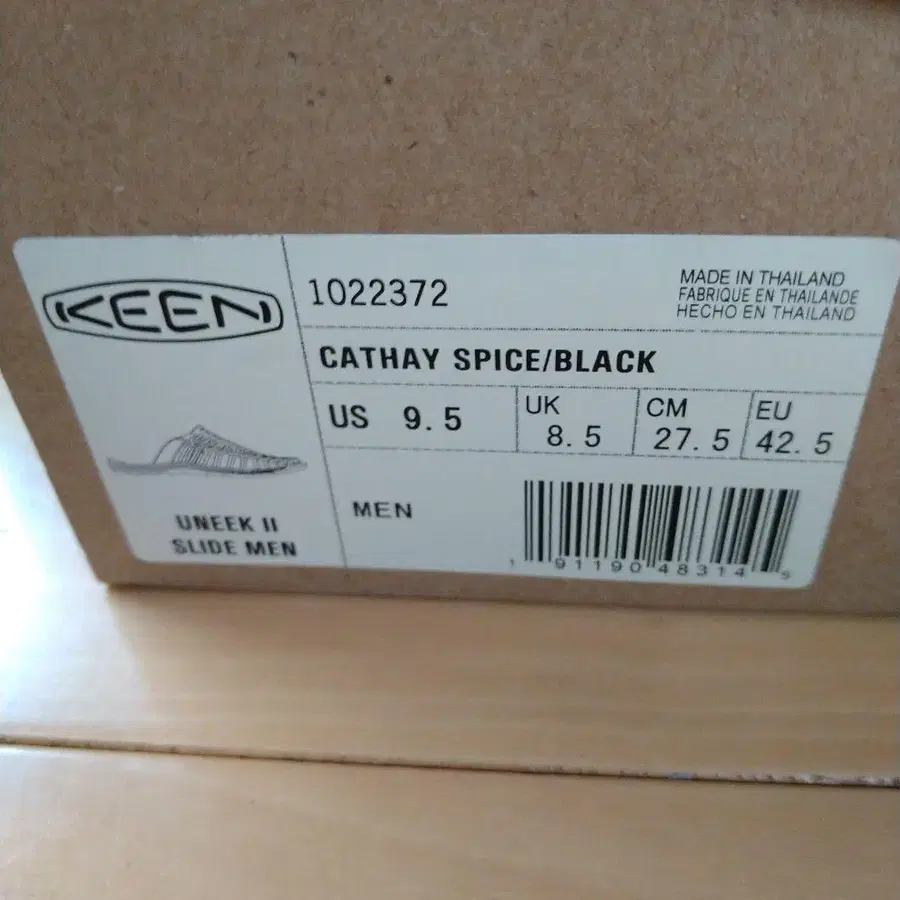 KEEN
1022372
MADE IN THAILAND
FABRIQUE EN THAILANDE
HECHO EN THAILAND
CATHAY SPICE/BLACK
US 9.5
UK 8.5
CM 27.5
EU 42.5
UNEEK II
SLIDE MEN
MEN
1 91190 48314 5